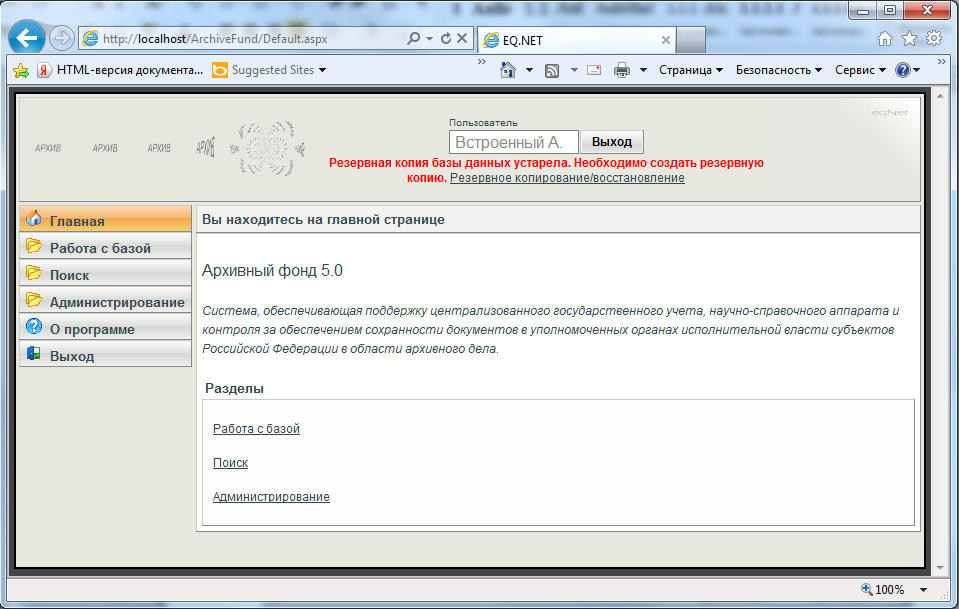 http://localhost/ArchiveFund/Default.aspx
EQ.NET
HTML-версия документа...
Suggested Sites
Страница
Безопасность
Сервис
eqNet
Пользователь
АРХИВ АРХИВ АРХИВ АРХИВ
Встроенный А.
Выход
Резервная копия базы данных устарела. Необходимо создать резервную
копию. Резервное копирование/восстановление
Главная
Работа с базой
Поиск
Администрирование
О программе
Выход
Вы находитесь на главной странице
Архивный фонд 5.0
Система, обеспечивающая поддержку централизованного государственного учета, научно-справочного аппарата и
контроля за обеспечением сохранности документов в уполномоченных органах исполнительной власти субъектов
Российской Федерации в области архивного дела.
Разделы
Работа с базой
Поиск
Администрирование
100%